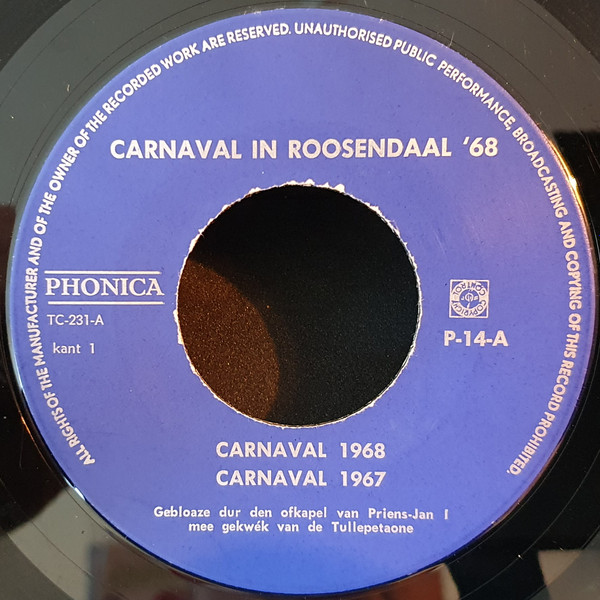 ALL RIGHTS OF THE MANUFACTURER AND OF THE OWNER OF THE RECORDED WORK ARE RESERVED. UNAUTHORISED PUBLIC PERFORMANCE, BROADCASTING AND COPYING OF THIS RECORD PROHIBITED.
CARNAVAL IN ROOSENDAAL '68
PHONICA
TC-231-A
kant 1
P-14-A
CARNAVAL 1968
CARNAVAL 1967
Gebloaze dur den ofkapel van Priens-Jan I
mee gekwék van de Tullepetaone